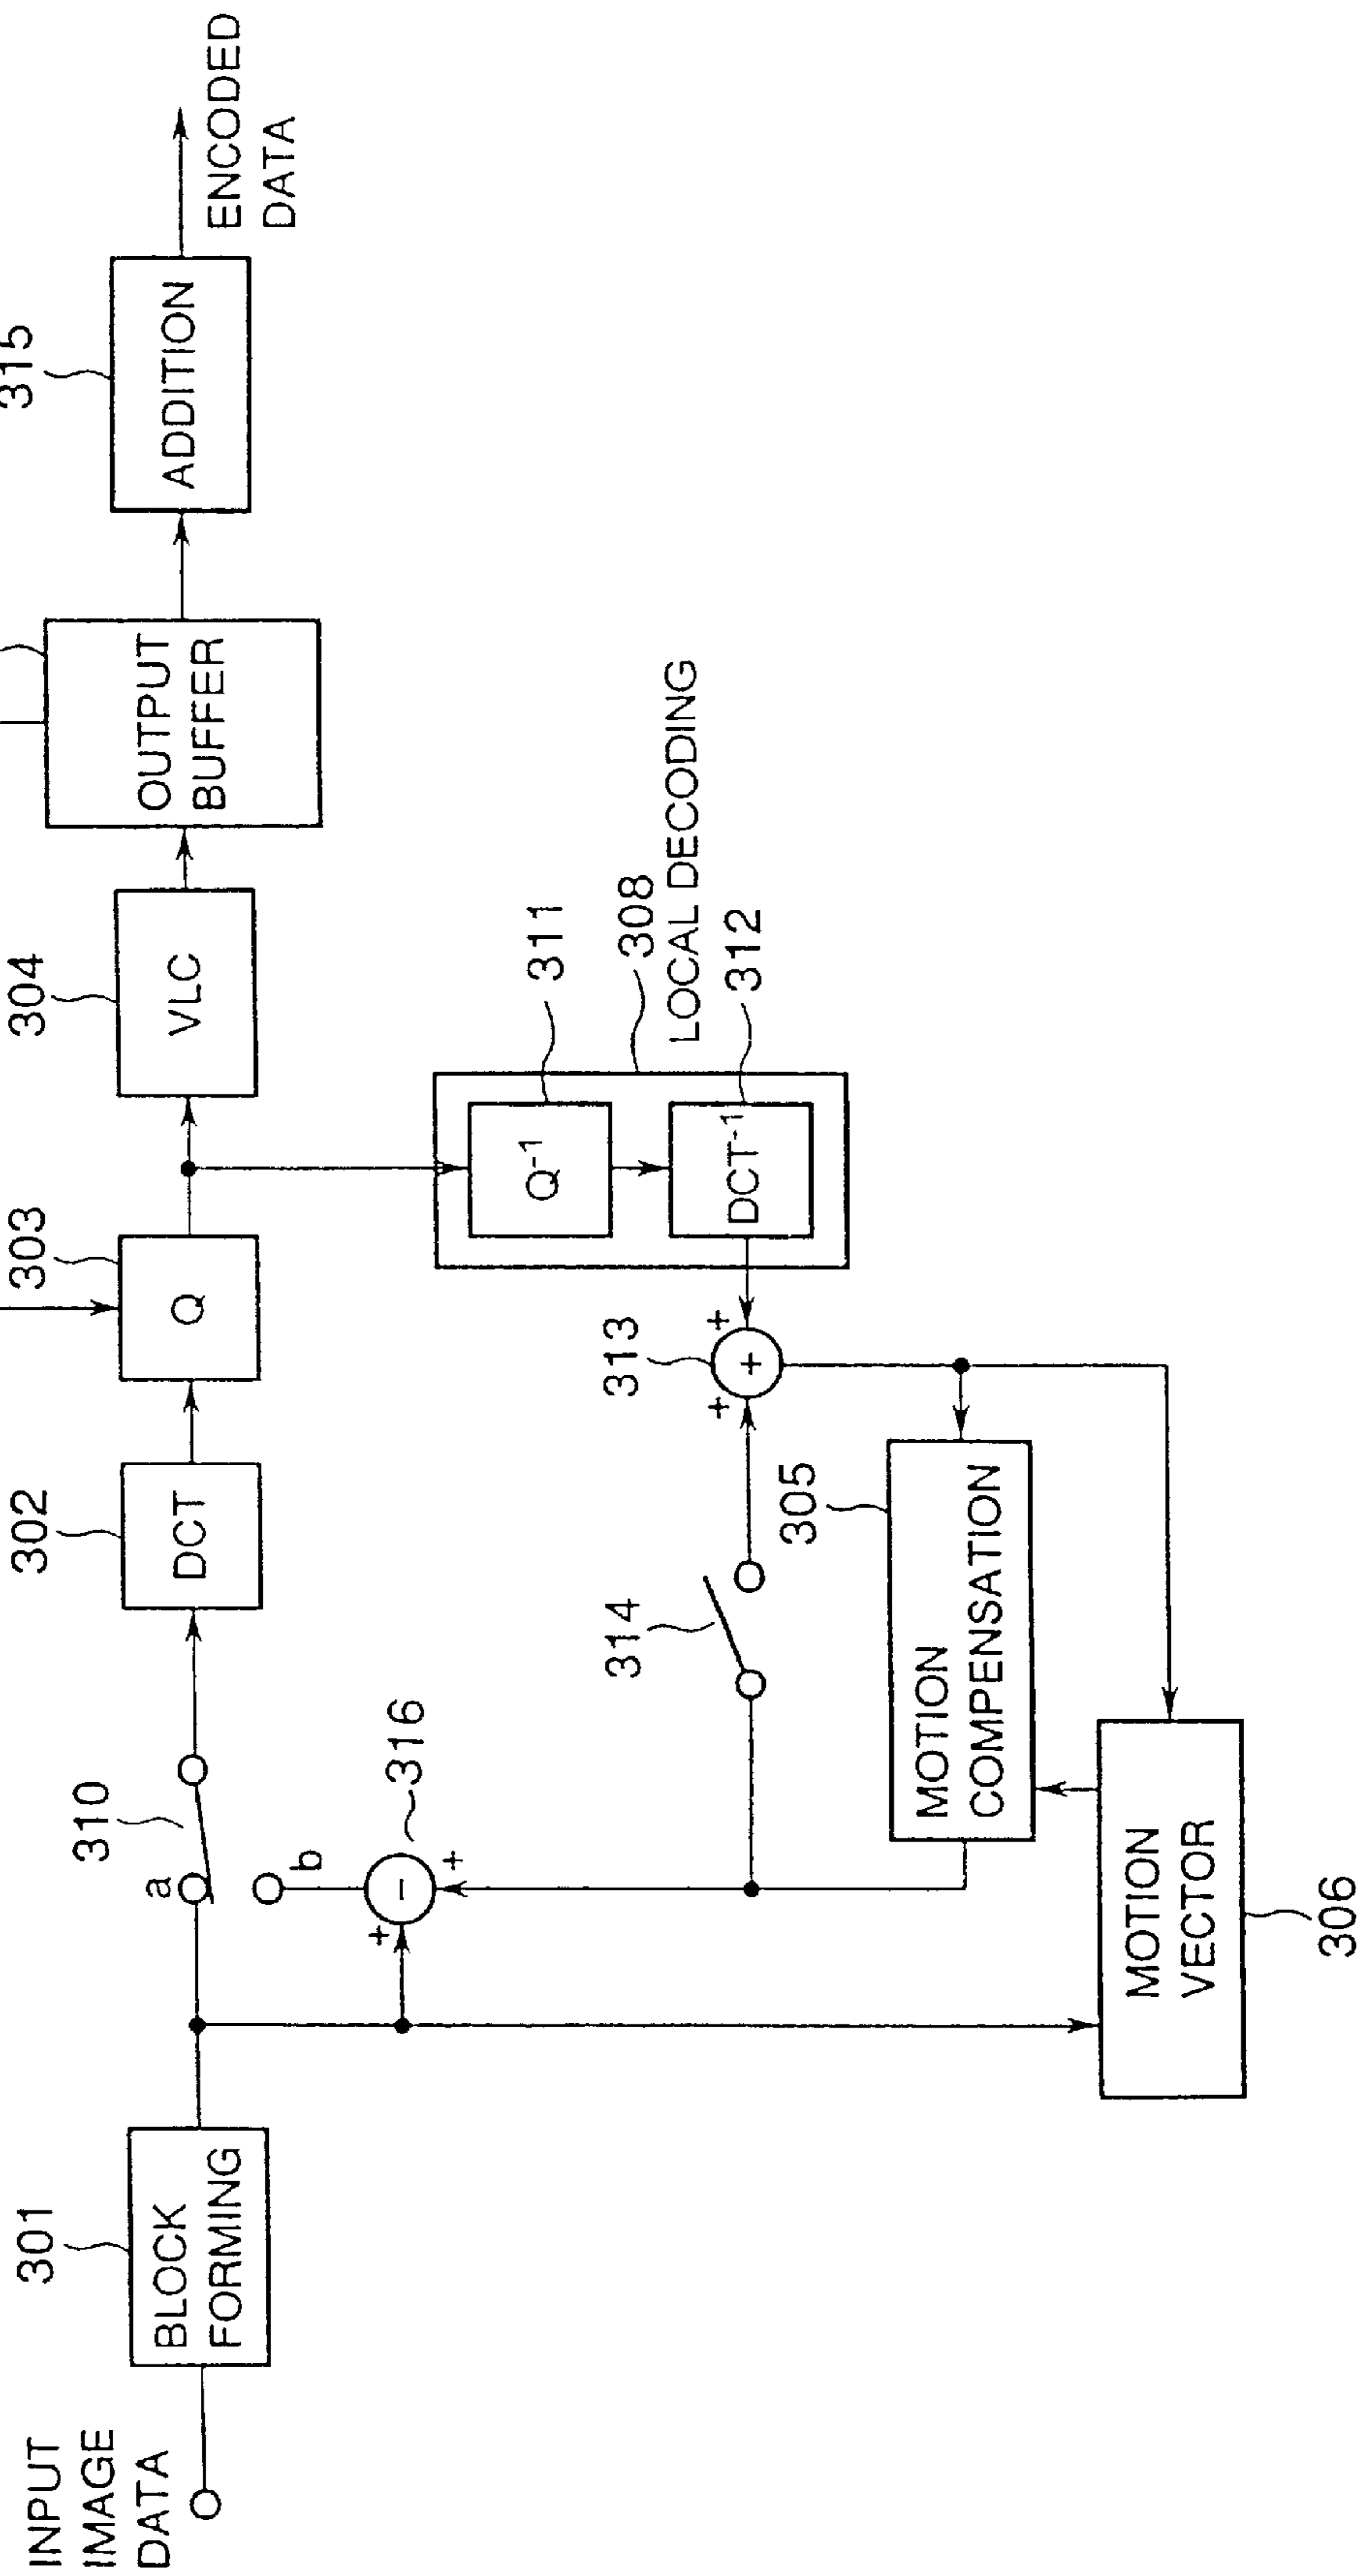 INPUT
IMAGE
DATA
301
BLOCK
FORMING
310
a
b
316
+
+
−
302
DCT
303
Q
304
VLC
OUTPUT
BUFFER
315
ADDITION
ENCODED
DATA
311
Q-1
308
LOCAL DECODING
312
DCT-1
313
+
+
+
314
305
MOTION
COMPENSATION
MOTION
VECTOR
306